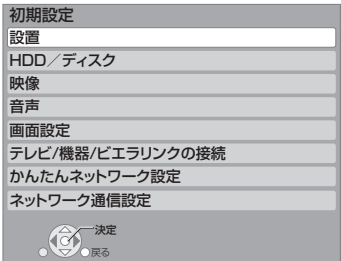 初期設定
設置
HDD／ディスク
映像
音声
画面設定
テレビ/機器/ビエラリンクの接続
かんたんネットワーク設定
ネットワーク通信設定
決定
戻る